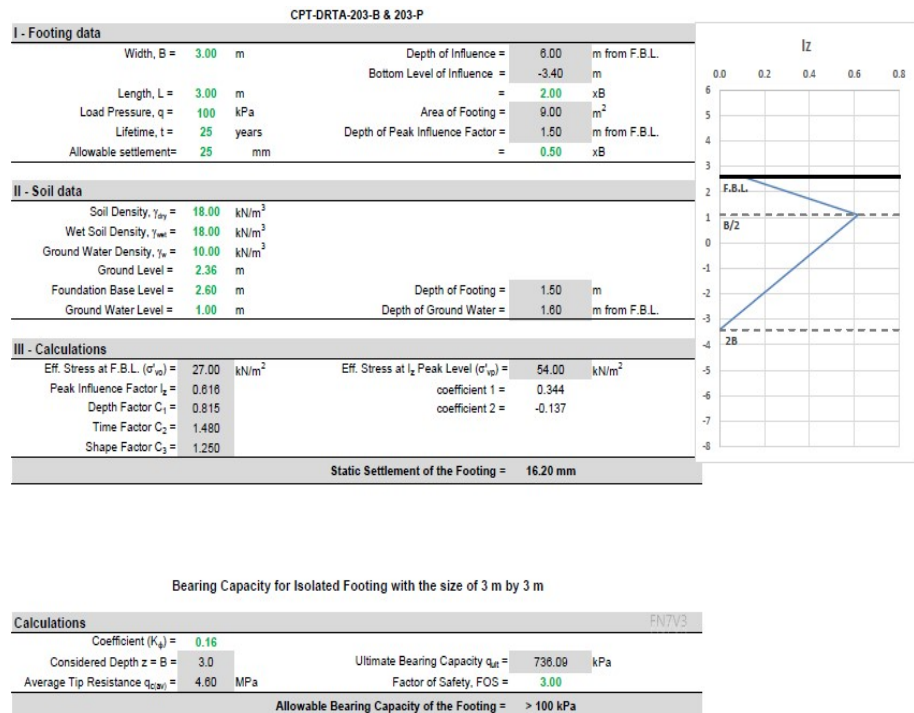 CPT-DRTA-203-B & 203-P
I - Footing data
Width, B = 3.00 m Depth of Influence = 6.00 m from F.B.L.
Bottom Level of Influence = -3.40 m
Length, L = 3.00 m = 2.00 xB
Load Pressure, q = 100 kPa Area of Footing = 9.00 m²
Lifetime, t = 25 years Depth of Peak Influence Factor = 1.50 m from F.B.L.
Allowable settlement= 25 mm = 0.50 xB
II - Soil data
Soil Density, γdry = 18.00 kN/m³
Wet Soil Density, γwet = 18.00 kN/m³
Ground Water Density, γw = 10.00 kN/m³
Ground Level = 2.36 m
Foundation Base Level = 2.60 m Depth of Footing = 1.50 m
Ground Water Level = 1.00 m Depth of Ground Water = 1.60 m from F.B.L.
III - Calculations
Eff. Stress at F.B.L. (σ'vo) = 27.00 kN/m² Eff. Stress at Iz Peak Level (σ'vp) = 54.00 kN/m²
Peak Influence Factor Iz = 0.616 coefficient 1 = 0.344
Depth Factor C₁ = 0.815 coefficient 2 = -0.137
Time Factor C₂ = 1.480
Shape Factor C₃ = 1.250
Static Settlement of the Footing = 16.20 mm
Iz
0.0 0.2 0.4 0.6 0.8
6
5
4
3
2 F.B.L.
1 B/2
0
-1
-2
-3
-4 2B
-5
-6
-7
-8
Bearing Capacity for Isolated Footing with the size of 3 m by 3 m
Calculations FN7V3
Coefficient (Kϕ) = 0.16
Considered Depth z = B = 3.0 Ultimate Bearing Capacity qult = 736.09 kPa
Average Tip Resistance qc(av) = 4.60 MPa Factor of Safety, FOS = 3.00
Allowable Bearing Capacity of the Footing = > 100 kPa